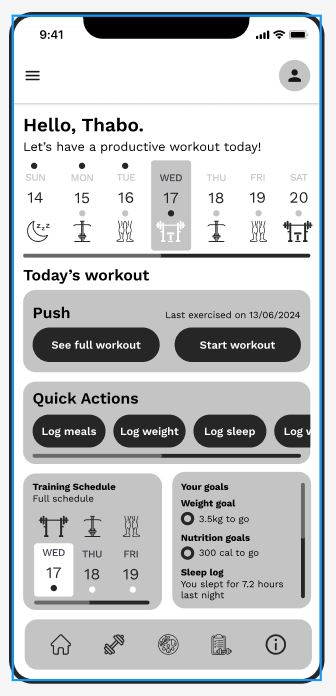 9:41
Hello, Thabo.
Let's have a productive workout today!
SUN MON TUE WED THU FRI SAT
14 15 16 17 18 19 20
zzz
Today's workout
Push Last exercised on 13/06/2024
See full workout Start workout
Quick Actions
Log meals Log weight Log sleep Log w
Training Schedule
Full schedule
WED THU FRI
17 18 19
Your goals
Weight goal
3.5kg to go
Nutrition goals
300 cal to go
Sleep log
You slept for 7.2 hours
last night